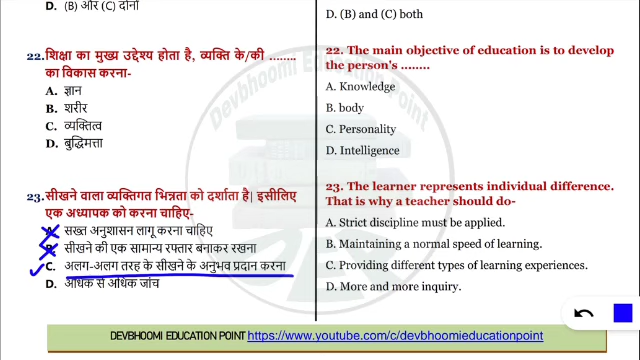 D. (B) और (C) दोनों
22. शिक्षा का मुख्य उद्देश्य होता है, व्यक्ति के/की ........
का विकास करना-
A. ज्ञान
B. शरीर
C. व्यक्तित्व
D. बुद्धिमत्ता
23. सीखने वाला व्यक्तिगत भिन्नता को दर्शाता है| इसीलिए
एक अध्यापक को करना चाहिए-
A. सख्त अनुशासन लागू करना चाहिए
B. सीखने की एक सामान्य रफ्तार बनाकर रखना
C. अलग-अलग तरह के सीखने के अनुभव प्रदान करना
D. अधिक से अधिक जांच
D. (B) and (C) both
22. The main objective of education is to develop
the person's ........
A. Knowledge
B. body
C. Personality
D. Intelligence
23. The learner represents individual difference.
That is why a teacher should do-
A. Strict discipline must be applied.
B. Maintaining a normal speed of learning.
C. Providing different types of learning experiences.
D. More and more inquiry.
Devbhoomi Education Point
DEVBHOOMI EDUCATION POINT https://www.youtube.com/c/devbhoomieducationpoint